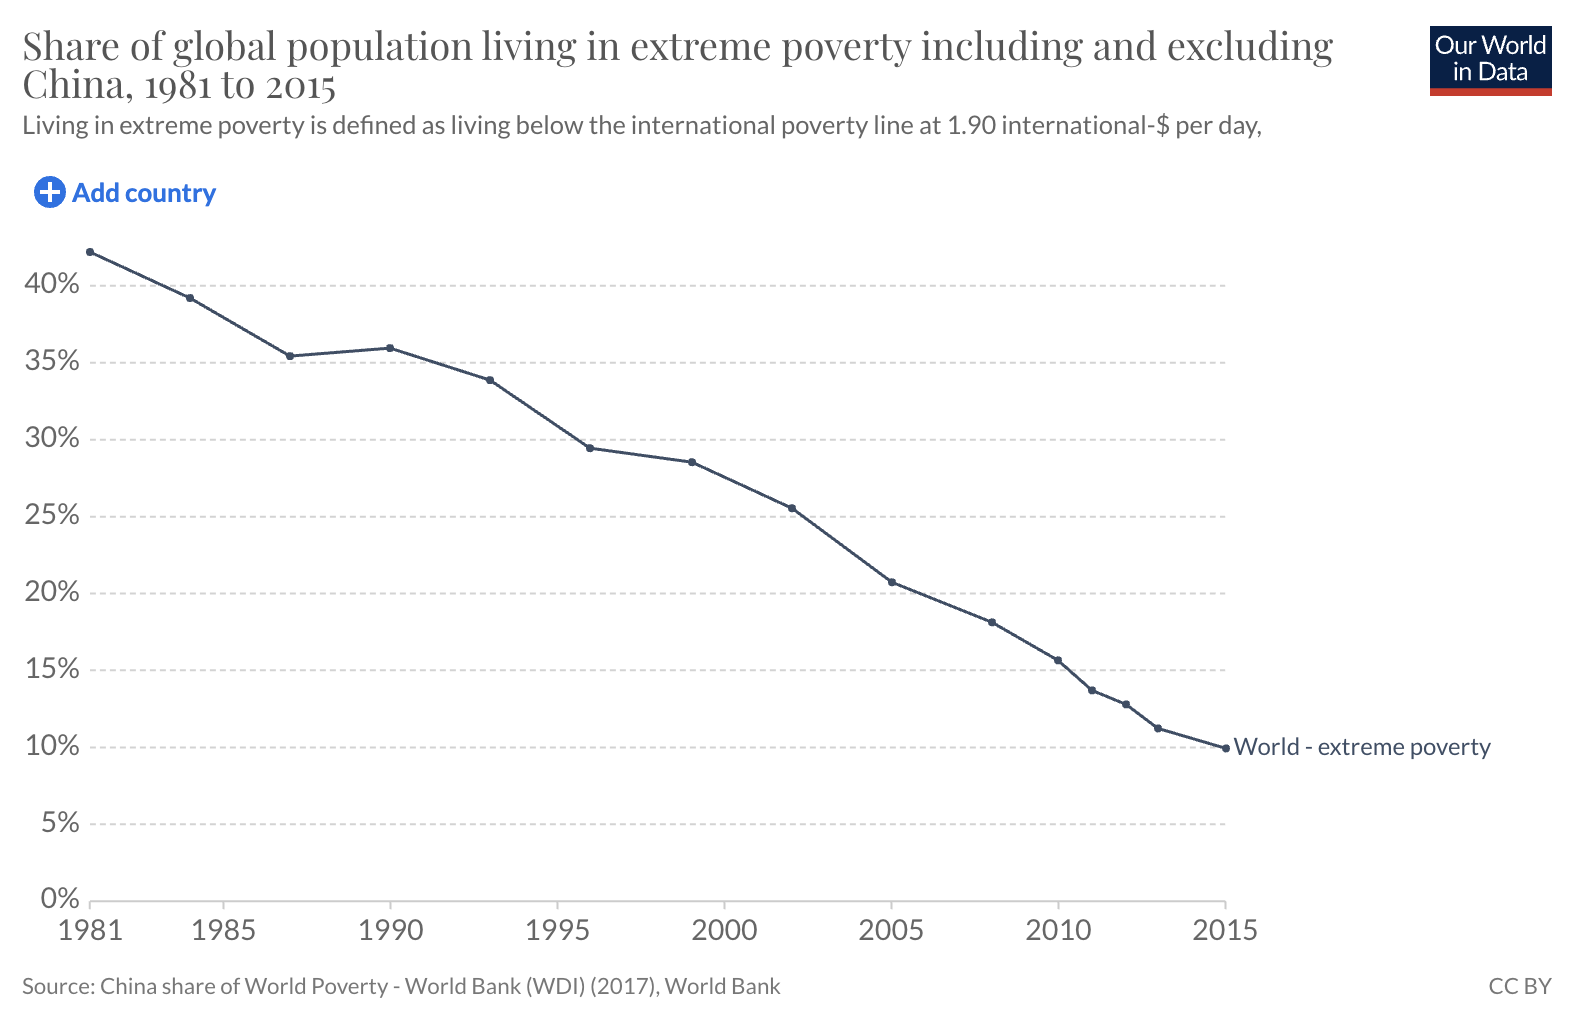 Share of global population living in extreme poverty including and excluding
China, 1981 to 2015
Our World
in Data
Living in extreme poverty is defined as living below the international poverty line at 1.90 international-$ per day,
Add country
40%
35%
30%
25%
20%
15%
10%
World - extreme poverty
5%
0%
1981 1985 1990 1995 2000 2005 2010 2015
Source: China share of World Poverty - World Bank (WDI) (2017), World Bank
CC BY